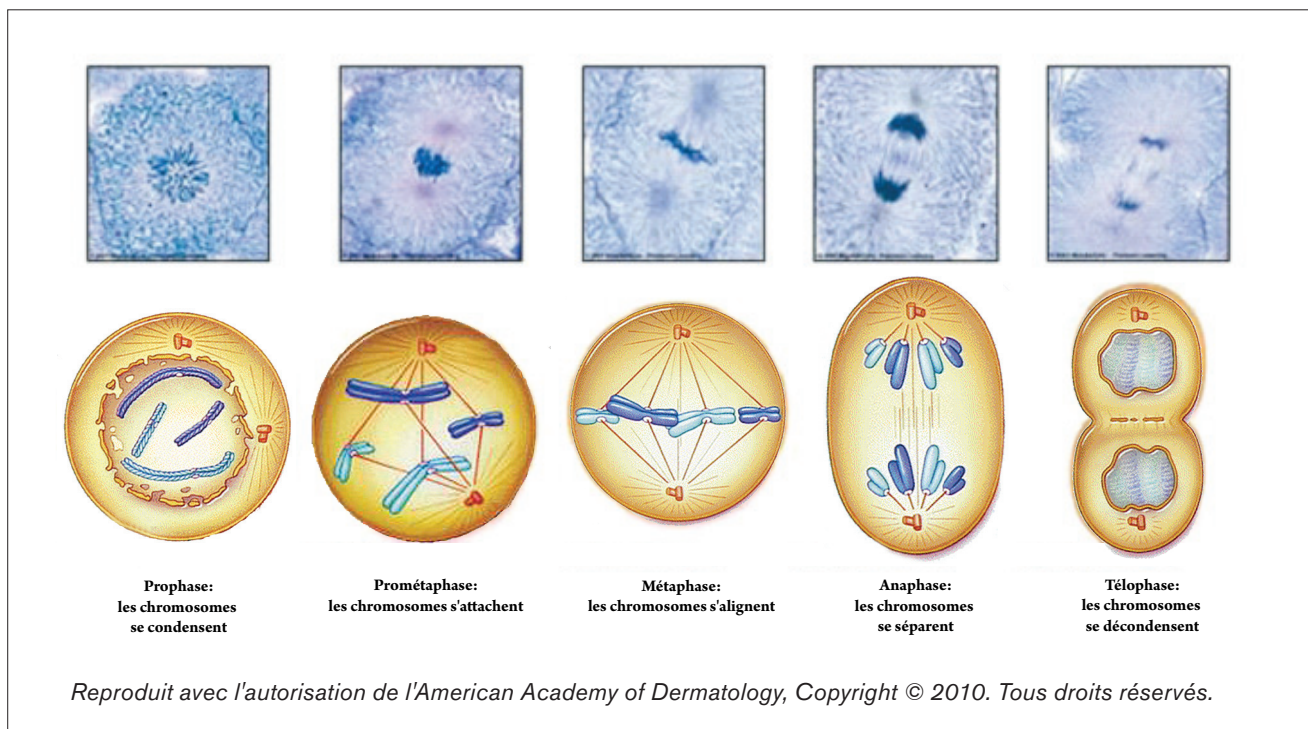 Prophase:
les chromosomes
se condensent
Prométaphase:
les chromosomes s'attachent
Métaphase:
les chromosomes s'alignent
Anaphase:
les chromosomes
se séparent
Télophase:
les chromosomes
se décondensent
Reproduit avec l'autorisation de l'American Academy of Dermatology, Copyright © 2010. Tous droits réservés.